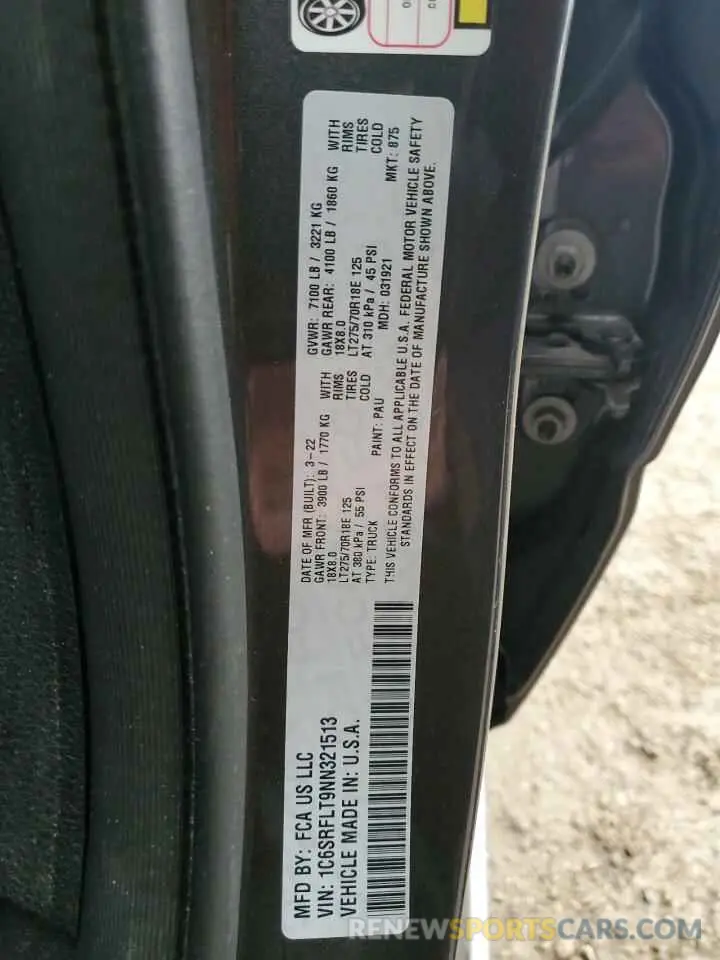 MFD BY: FCA US LLC
VIN: 1C6SRFLT9NN321513
VEHICLE MADE IN: U.S.A.
DATE OF MFR (BUILT): 3-22
GAWR FRONT: 3900 LB / 1770 KG WITH
18X8.0 RIMS
LT275/70R18E 125 TIRES
AT 380 kPa / 55 PSI COLD
TYPE: TRUCK PAINT: PAU
GVWR: 7100 LB / 3221 KG
GAWR REAR: 4100 LB / 1860 KG WITH
18X8.0 RIMS
LT275/70R18E 125 TIRES
AT 310 kPa / 45 PSI COLD
MDH: 031921 MKT: 875
THIS VEHICLE CONFORMS TO ALL APPLICABLE U.S.A. FEDERAL MOTOR VEHICLE SAFETY
STANDARDS IN EFFECT ON THE DATE OF MANUFACTURE SHOWN ABOVE.
RENEWSPORTSCARS.COM